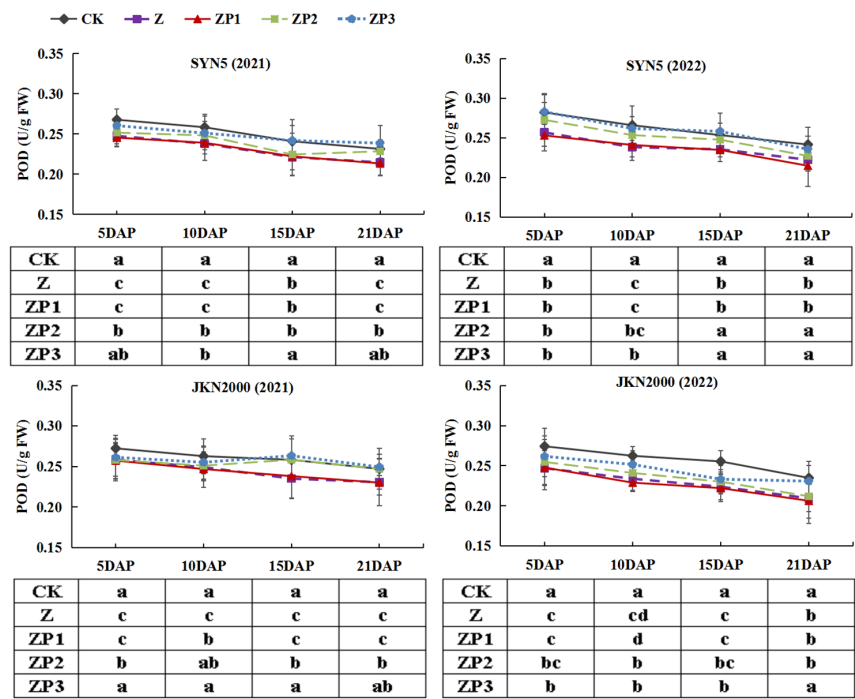 CK Z ZP1 ZP2 ZP3
SYN5 (2021)
POD (U/g FW)
0.35
0.30
0.25
0.20
0.15
5DAP 10DAP 15DAP 21DAP
CK a a a a
Z c c b c
ZP1 c c b c
ZP2 b b b b
ZP3 ab b a ab
SYN5 (2022)
POD (U/g FW)
0.35
0.30
0.25
0.20
0.15
5DAP 10DAP 15DAP 21DAP
CK a a a a
Z b c b b
ZP1 b c b b
ZP2 b bc a a
ZP3 b b a a
JKN2000 (2021)
POD (U/g FW)
0.35
0.30
0.25
0.20
0.15
5DAP 10DAP 15DAP 21DAP
CK a a a a
Z c c c c
ZP1 c b c c
ZP2 b ab b b
ZP3 a a a ab
JKN2000 (2022)
POD (U/g FW)
0.35
0.30
0.25
0.20
0.15
5DAP 10DAP 15DAP 21DAP
CK a a a a
Z c cd c b
ZP1 c d c b
ZP2 bc b bc b
ZP3 b b b a